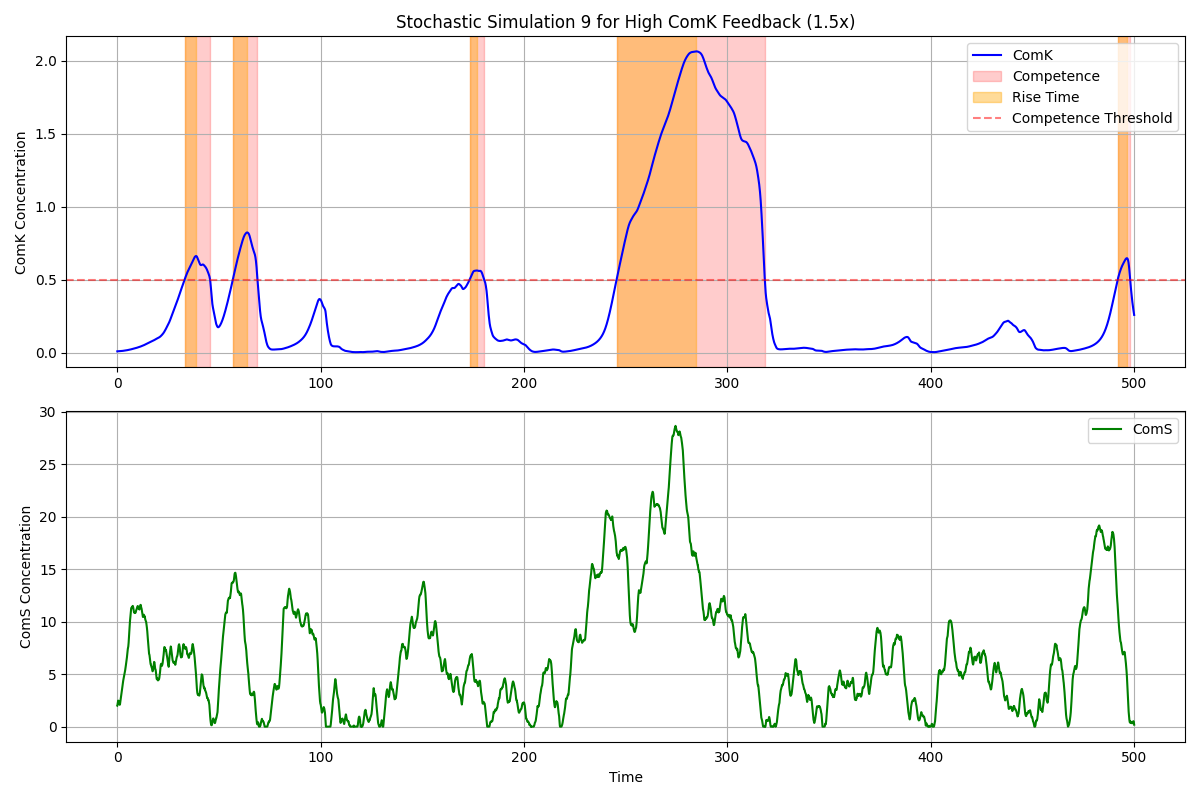 Stochastic Simulation 9 for High ComK Feedback (1.5x)
ComK Concentration
2.0
1.5
1.0
0.5
0.0
ComK
Competence
Rise Time
Competence Threshold
0 100 200 300 400 500
ComS Concentration
30
25
20
15
10
5
0
ComS
0 100 200 300 400 500
Time